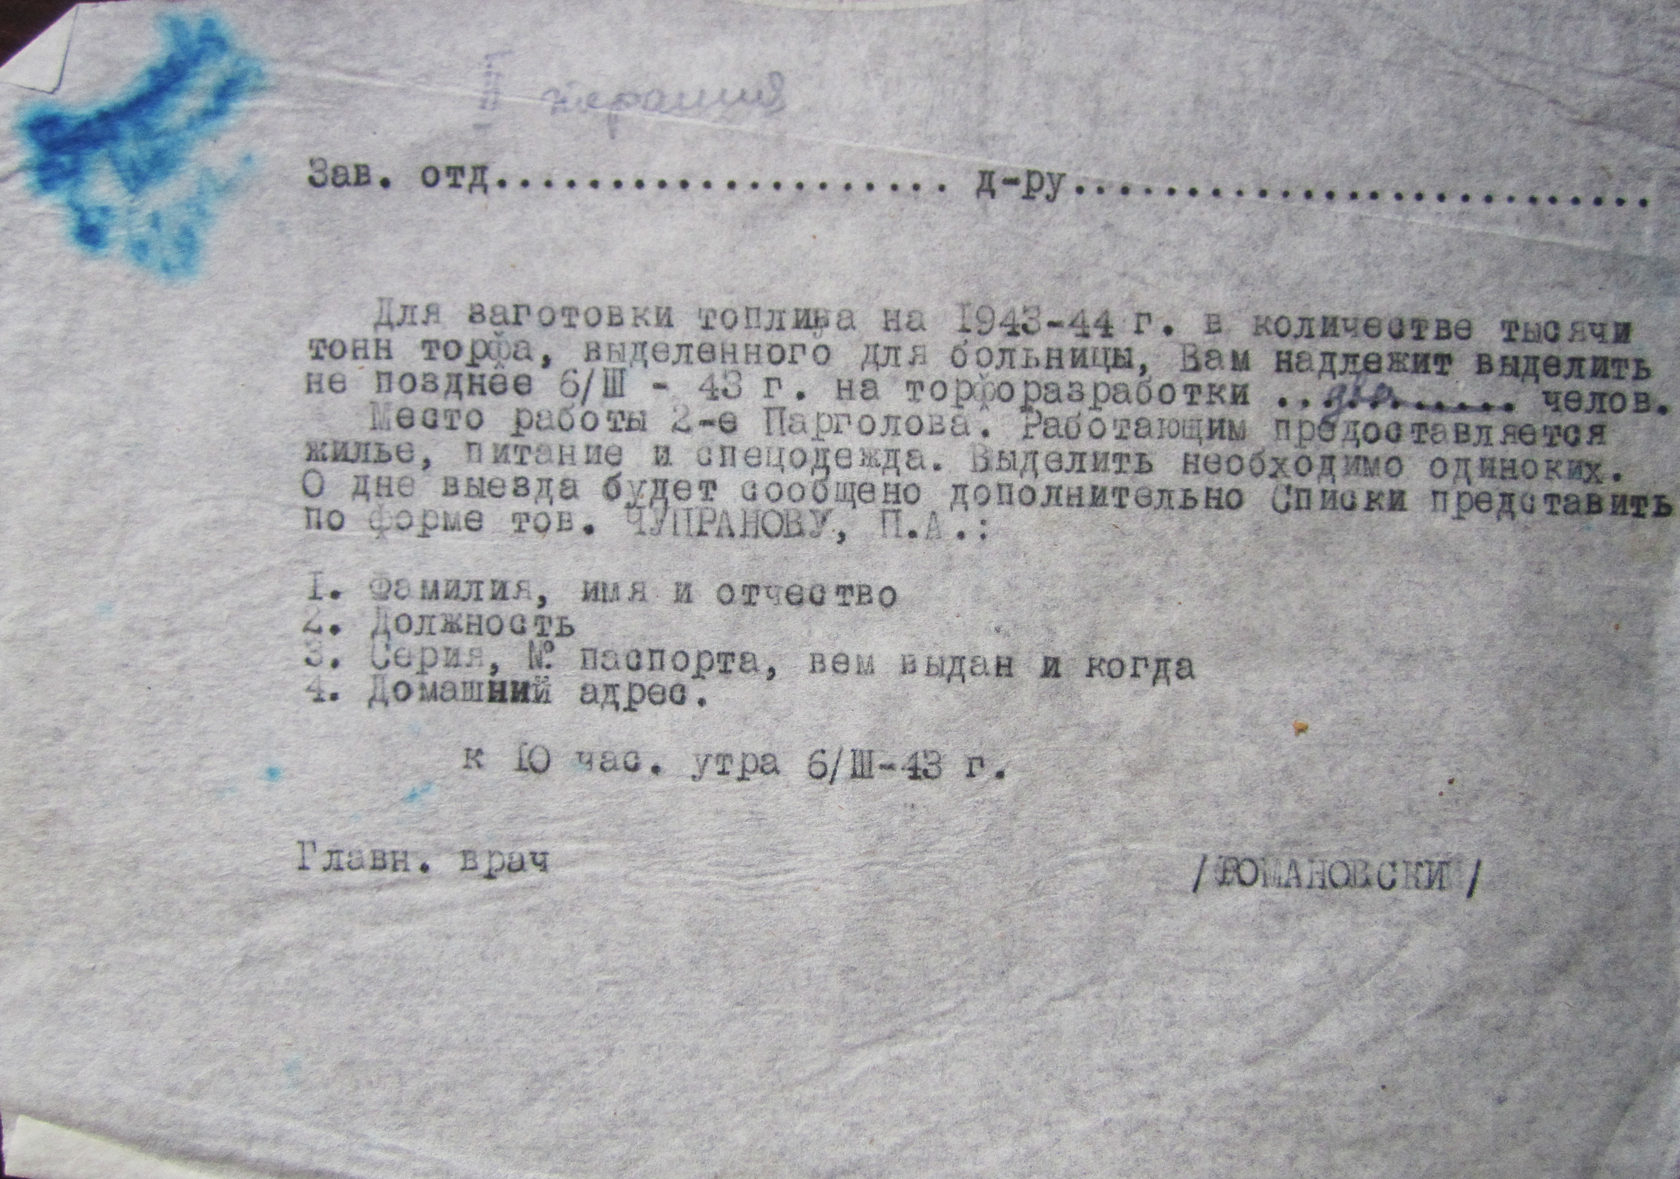 терапия
Зав. отд.................... д-ру..........................
Для заготовки топлива на 1943-44 г. в количестве тысячи
тонн торфа, выделенного для больницы, Вам надлежит выделить
не позднее 6/III - 43 г. на торфоразработки ..два....... челов.
Место работы 2-е Парголова. Работающим предоставляется
жилье, питание и спецодежда. Выделить необходимо одиноких.
О дне выезда будет сообщено дополнительно Списки представить
по форме тов. ЧУПРАНОВУ, П.А.:
1. Фамилия, имя и отчество
2. Должность
3. Серия, № паспорта, вем выдан и когда
4. Домашний адрес.
к 10 час. утра 6/III-43 г.
Главн. врач /РОМАНОВСКИЙ/